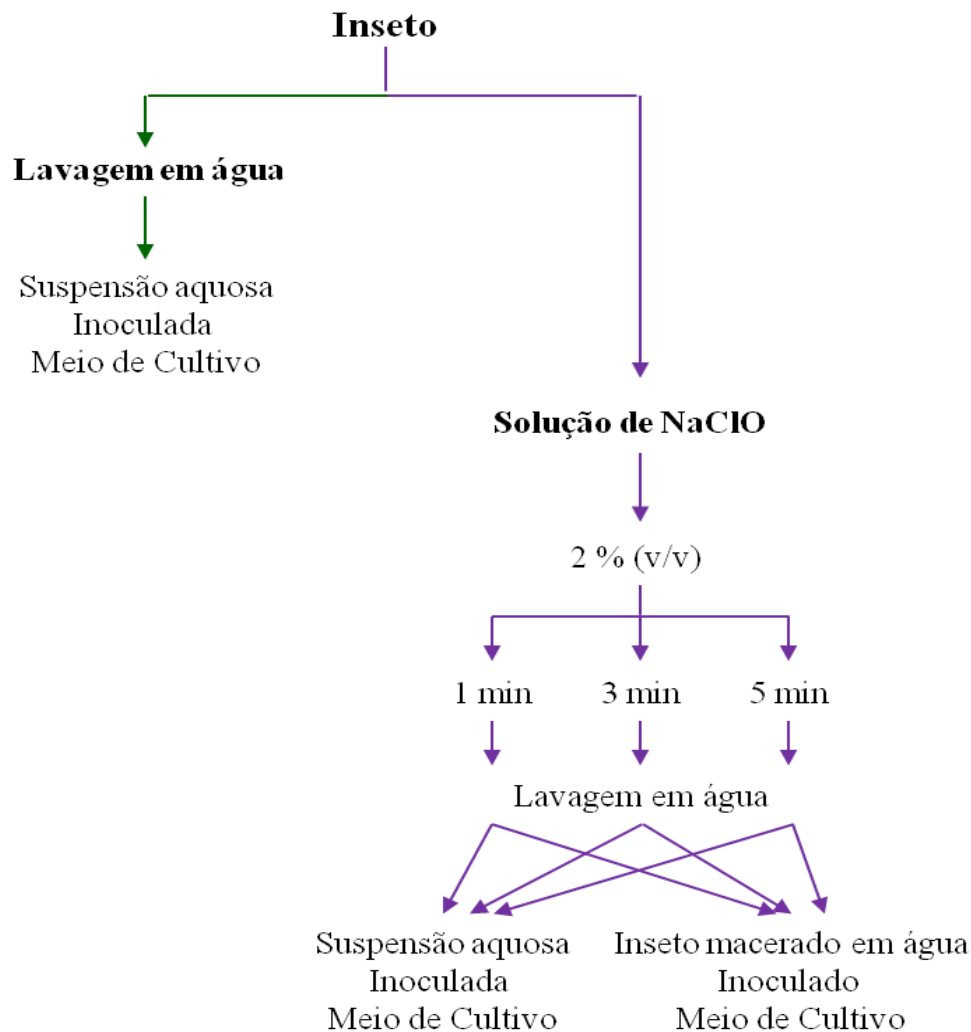 Inseto
Lavagem em água
Suspensão aquosa
Inoculada
Meio de Cultivo
Solução de NaClO
2 % (v/v)
1 min
3 min
5 min
Lavagem em água
Suspensão aquosa
Inoculada
Meio de Cultivo
Inseto macerado em água
Inoculado
Meio de Cultivo